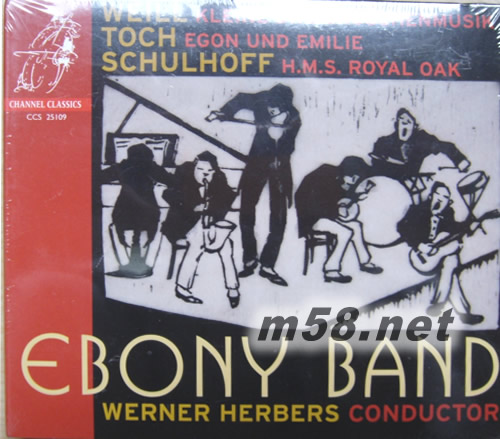 WEILL
TOCH EGON UND EMILIE
SCHULHOFF H.M.S. ROYAL OAK
CHANNEL CLASSICS
CCS 25109
m58.net
EBONY BAND
WERNER HERBERS CONDUCTOR